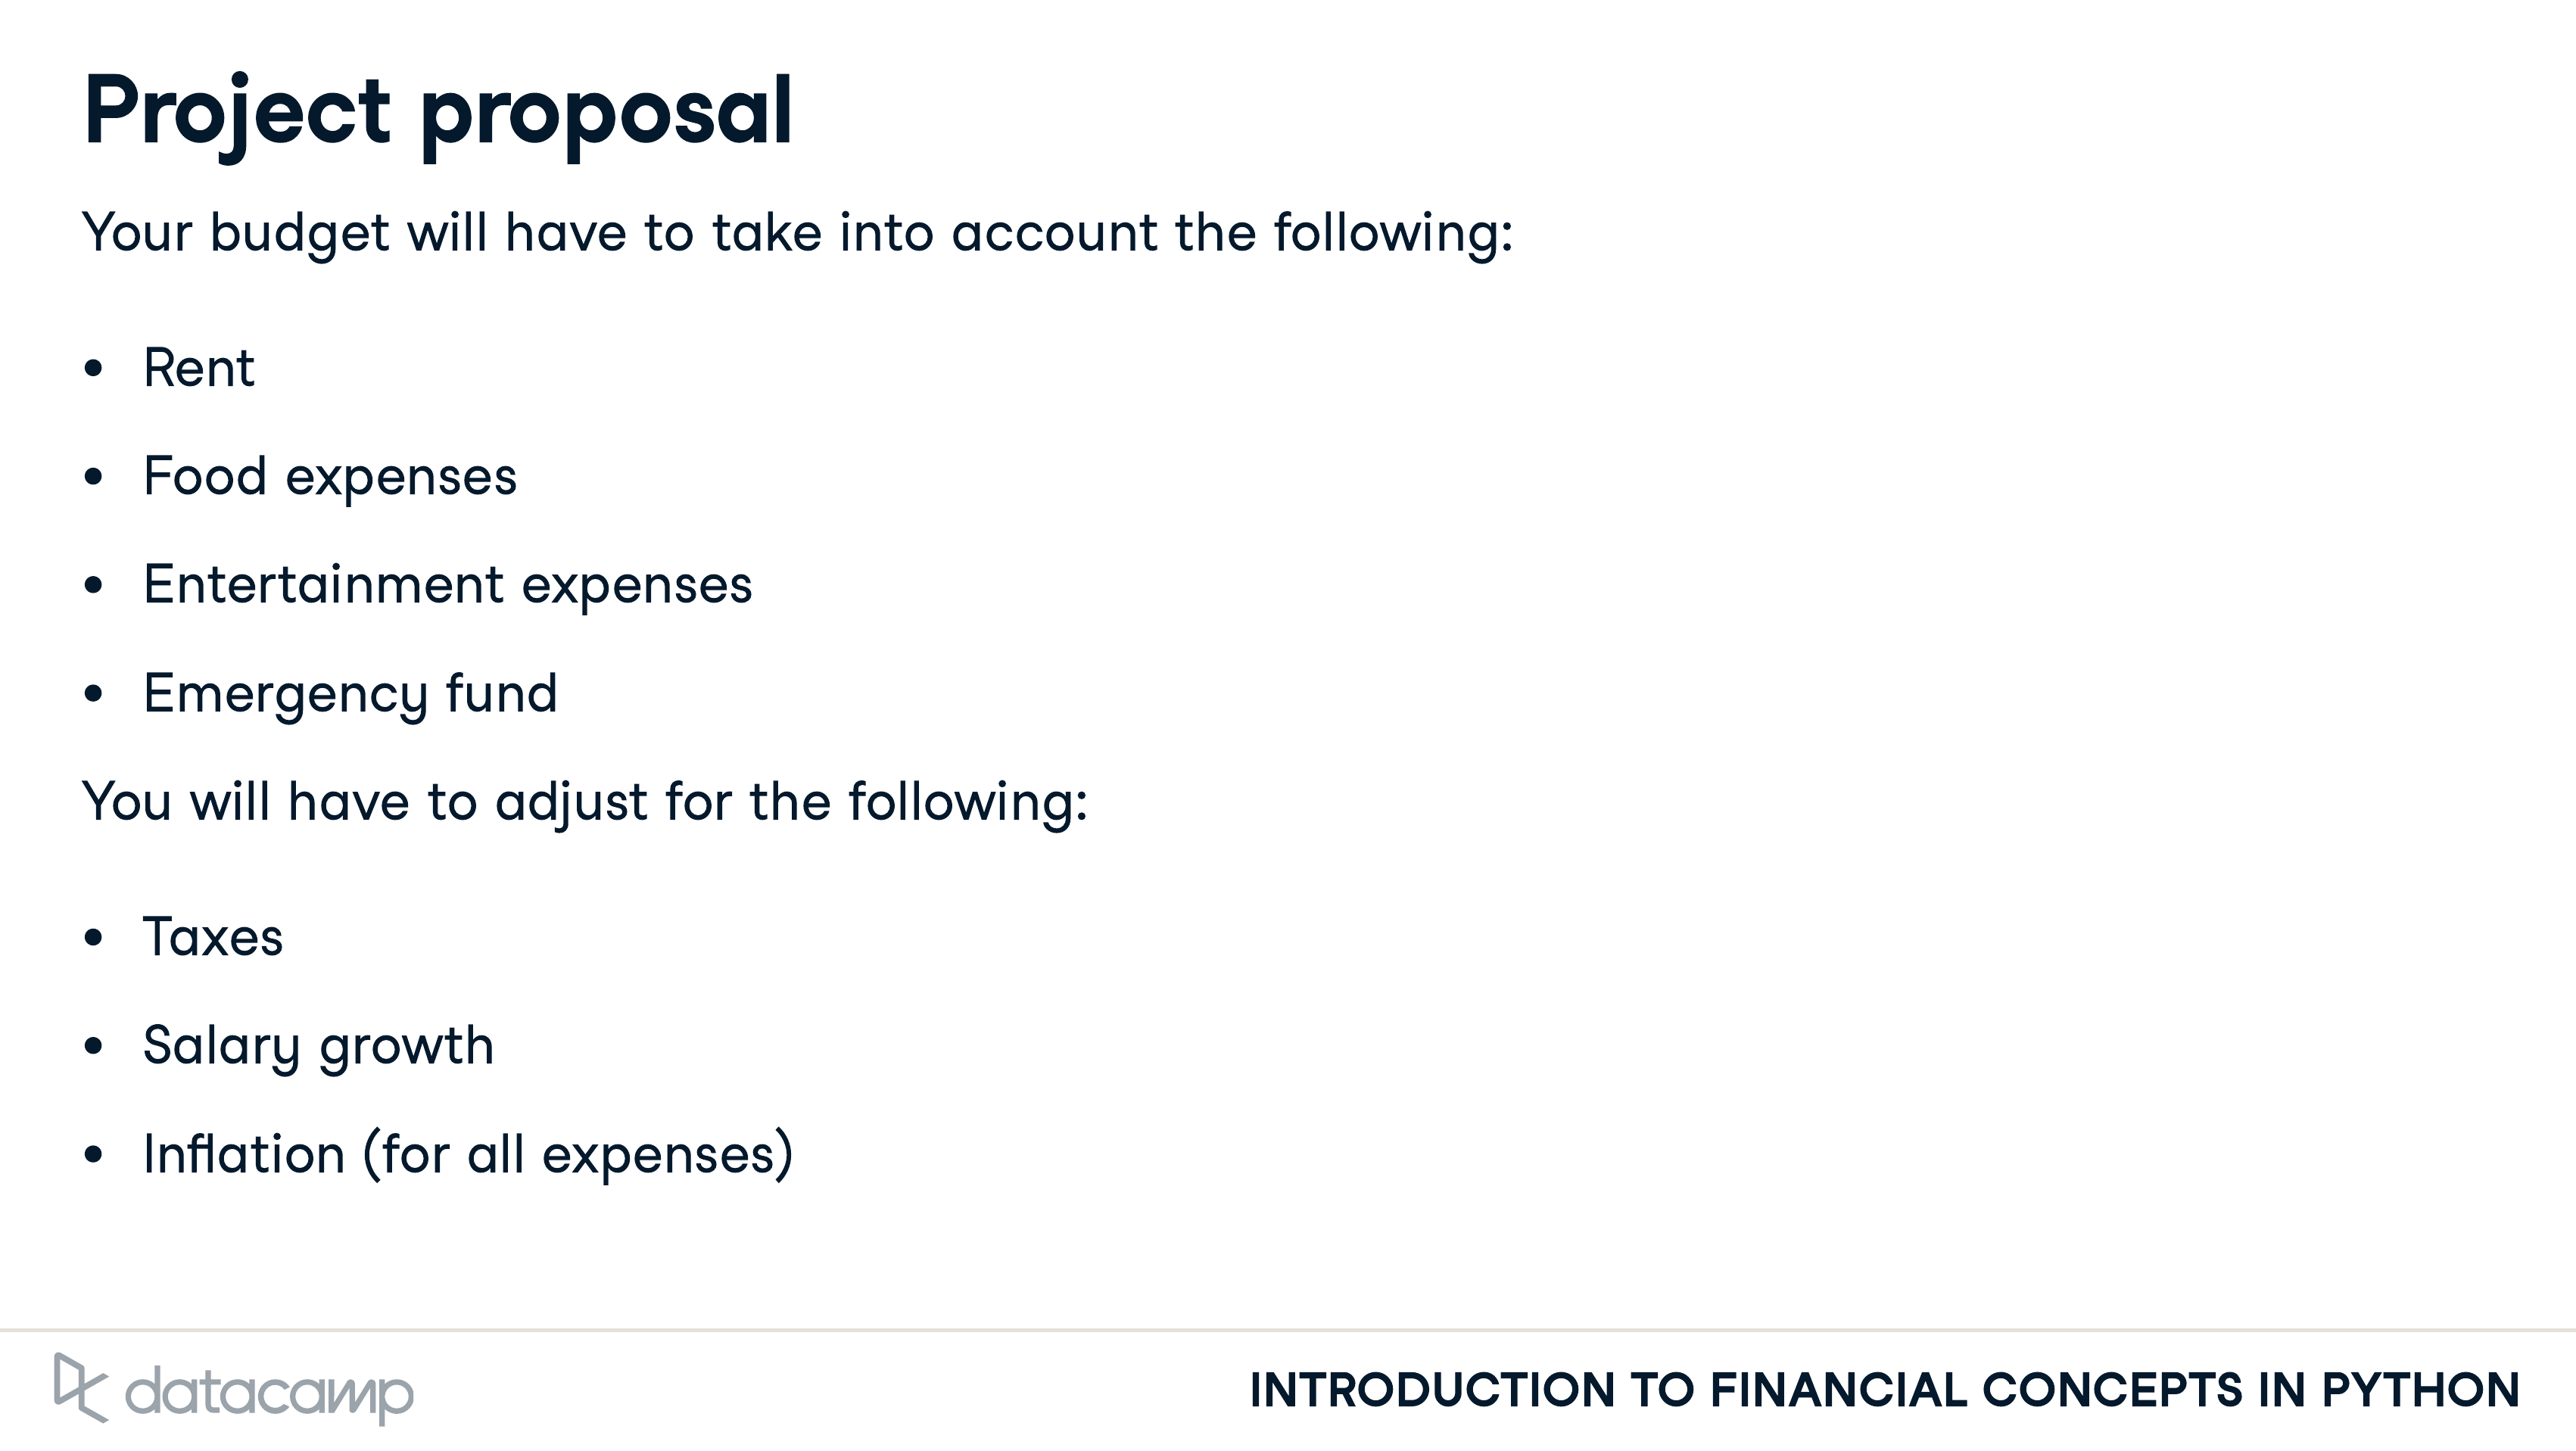 Project proposal
Your budget will have to take into account the following:
• Rent
• Food expenses
• Entertainment expenses
• Emergency fund
You will have to adjust for the following:
• Taxes
• Salary growth
• Inflation (for all expenses)
datacamp
INTRODUCTION TO FINANCIAL CONCEPTS IN PYTHON